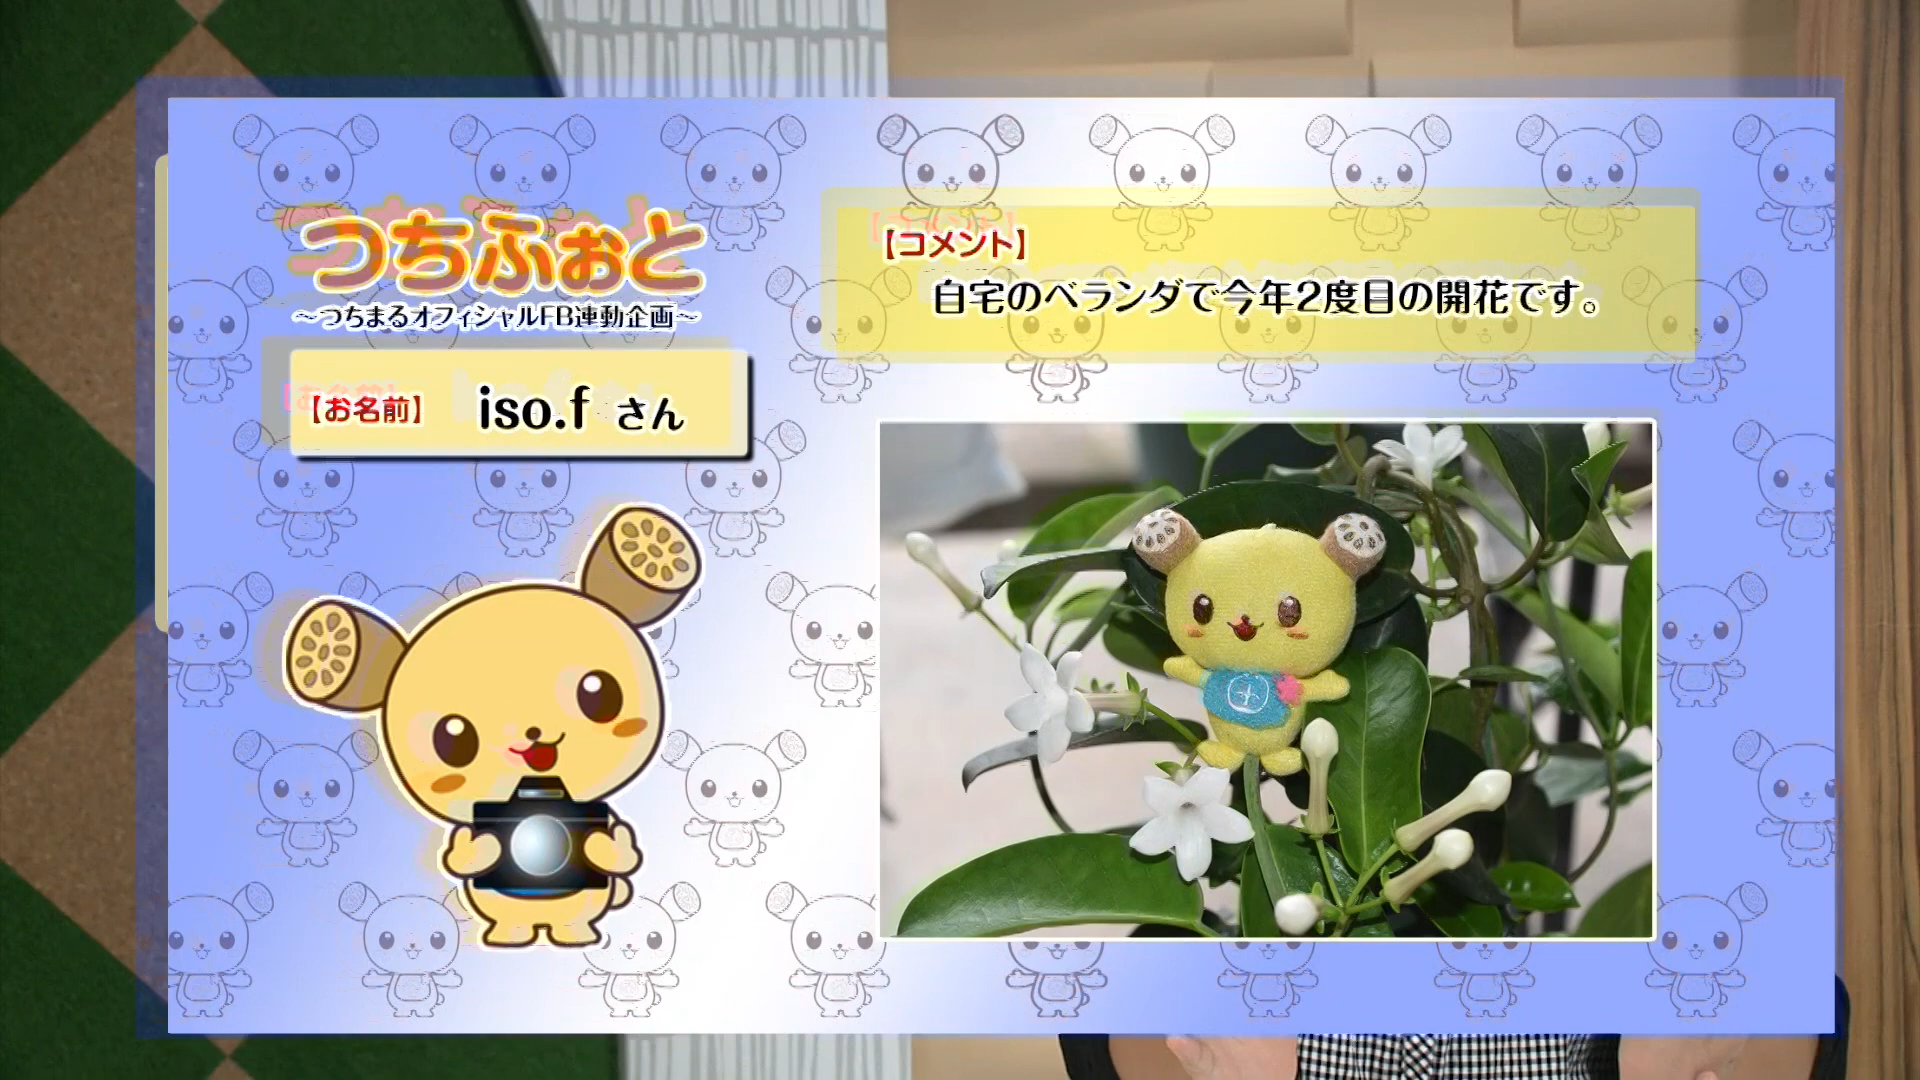 つちふぉと
～つちまるオフィシャルFB連動企画～
【お名前】 iso.f さん
【コメント】
自宅のベランダで今年2度目の開花です。